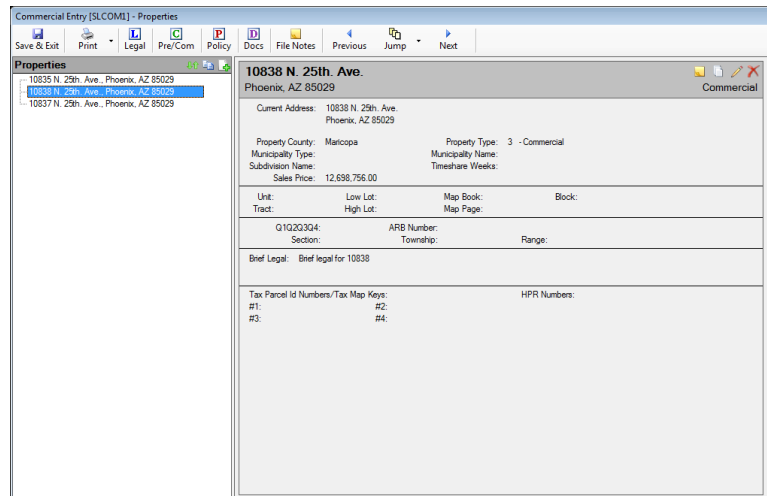 Commercial Entry [SLCOM1] - Properties
L C P D
Save & Exit Print Legal Pre/Com Policy Docs File Notes Previous Jump Next
Properties
10835 N. 25th. Ave., Phoenix, AZ 85029
10838 N. 25th. Ave., Phoenix, AZ 85029
10837 N. 25th. Ave., Phoenix, AZ 85029
10838 N. 25th. Ave.
Phoenix, AZ 85029 Commercial
Current Address: 10838 N. 25th. Ave.
Phoenix, AZ 85029
Property County: Maricopa Property Type: 3 - Commercial
Municipality Type: Municipality Name:
Subdivision Name: Timeshare Weeks:
Sales Price: 12,698,756.00
Unit: Low Lot: Map Book: Block:
Tract: High Lot: Map Page:
Q1Q2Q3Q4: ARB Number:
Section: Township: Range:
Brief Legal: Brief legal for 10838
Tax Parcel Id Numbers/Tax Map Keys: HPR Numbers:
#1: #2:
#3: #4: